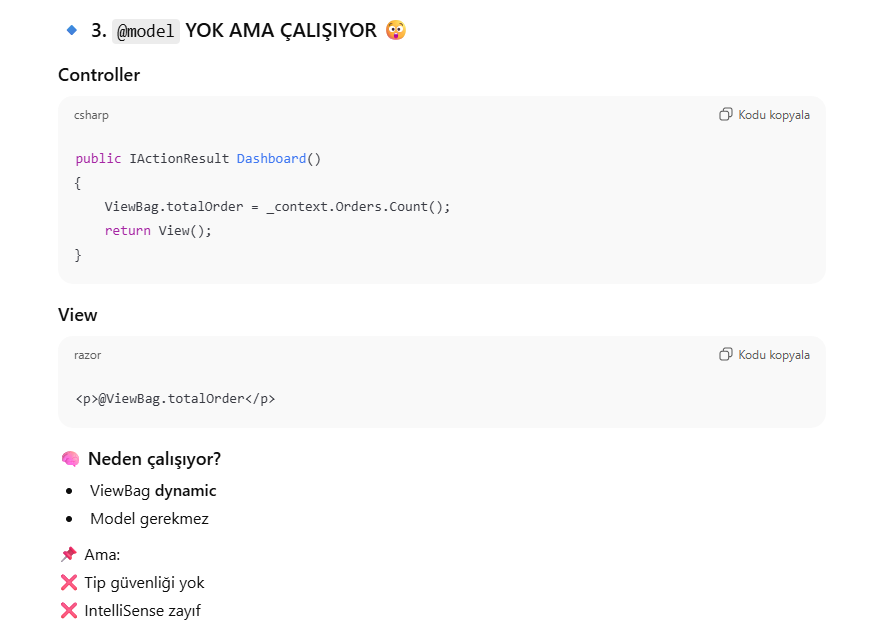 🔹 3. @model YOK AMA ÇALIŞIYOR 😲
Controller
csharp
Kodu kopyala
public IActionResult Dashboard()
{
    ViewBag.totalOrder = _context.Orders.Count();
    return View();
}
View
razor
Kodu kopyala
<p>@ViewBag.totalOrder</p>
🧠 Neden çalışıyor?
• ViewBag dynamic
• Model gerekmez
📌 Ama:
❌ Tip güvenliği yok
❌ IntelliSense zayıf